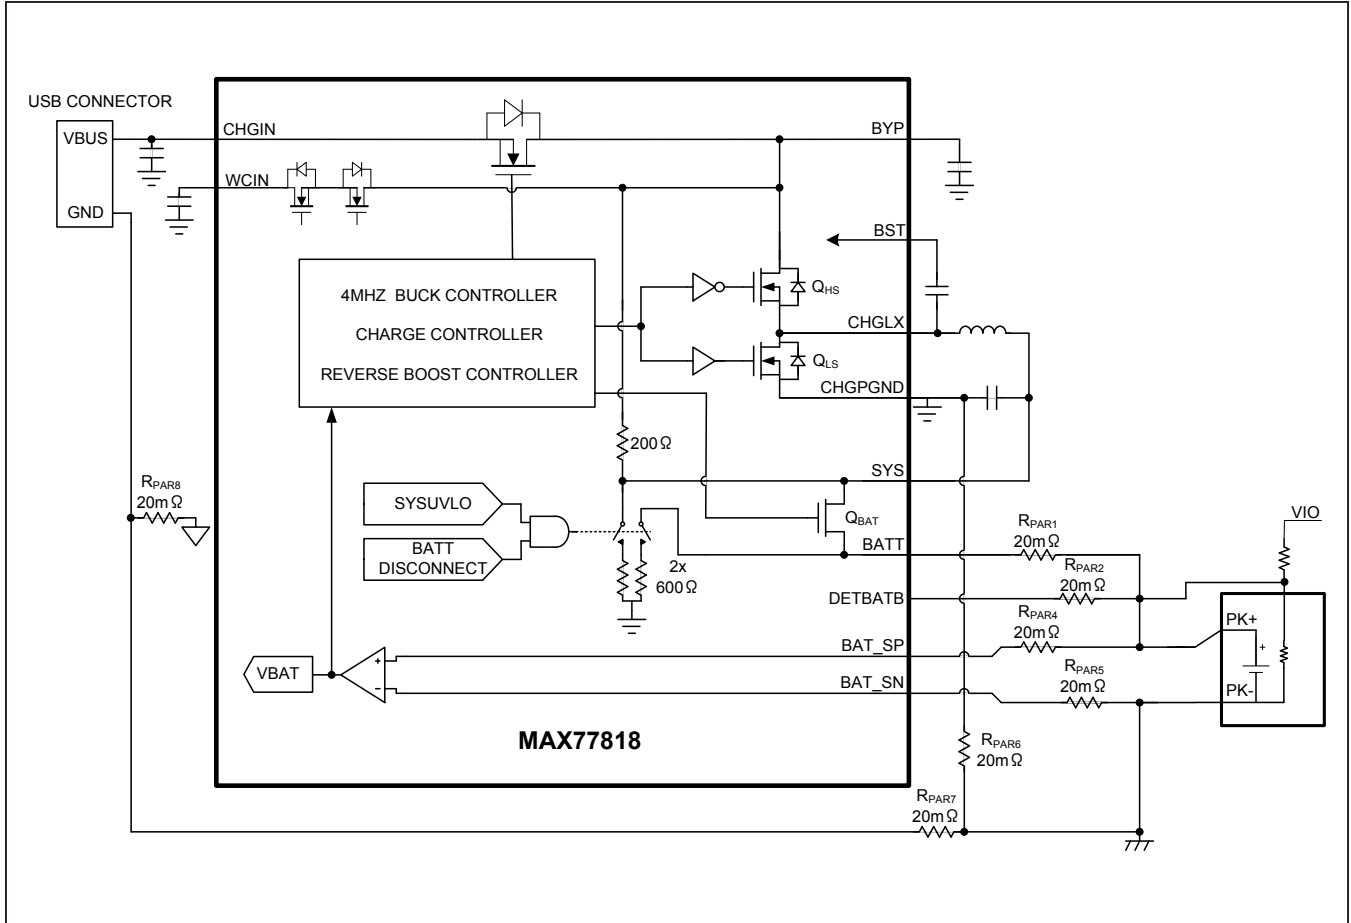 USB CONNECTOR
VBUS
GND
CHGIN
BYP
WCIN
BST
4MHZ BUCK CONTROLLER
CHARGE CONTROLLER
REVERSE BOOST CONTROLLER
QHS
CHGLX
QLS
CHGPGND
200Ω
SYS
RPAR8
20mΩ
SYSUVLO
QBAT
BATT
DISCONNECT
2x
600Ω
BATT
RPAR1
20mΩ
VIO
RPAR2
20mΩ
DETBATB
RPAR4
20mΩ
PK+
+
BAT_SP
VBAT
+
−
BAT_SN
RPAR5
20mΩ
PK-
MAX77818
RPAR6
20mΩ
RPAR7
20mΩ